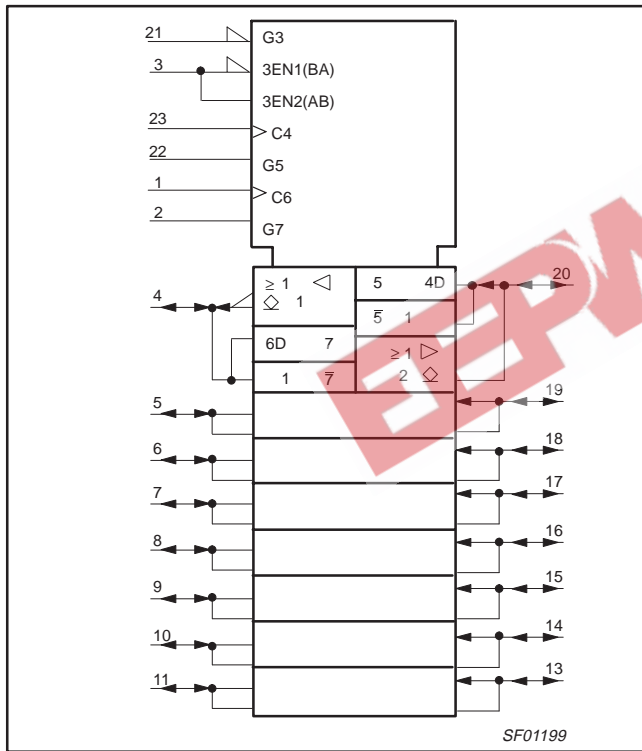 21 G3
3 3EN1(BA)
3EN2(AB)
23 C4
22 G5
1 C6
2 G7
≥ 1 5 4D 20
4 1 5̅ 1
6D 7 ≥ 1
1 7̅ 2
5 19
6 18
7 17
8 16
9 15
10 14
11 13
SF01199